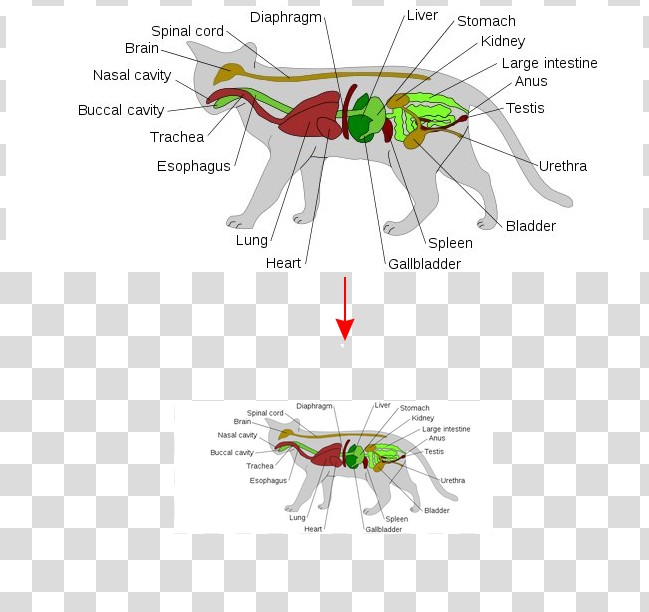 Diaphragm
Liver
Stomach
Spinal cord
Kidney
Brain
Large intestine
Nasal cavity
Anus
Buccal cavity
Testis
Trachea
Esophagus
Urethra
Bladder
Lung
Spleen
Heart
Gallbladder
Diaphragm
Liver
Stomach
Spinal cord
Kidney
Brain
Large intestine
Nasal cavity
Anus
Buccal cavity
Testis
Trachea
Esophagus
Urethra
Bladder
Lung
Spleen
Heart
Gallbladder